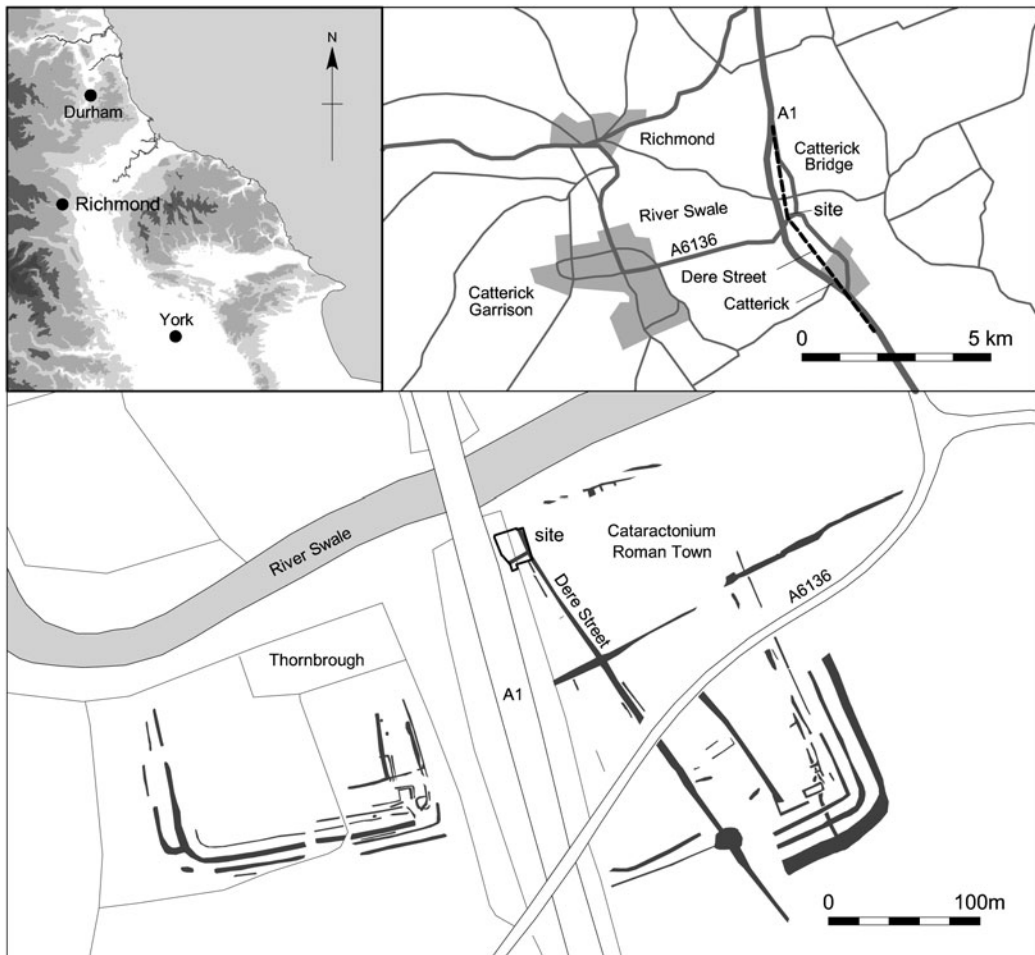 N
Durham
Richmond
York
A1
Richmond
Catterick
Bridge
River Swale
site
A6136
Dere Street
Catterick
Garrison
Catterick
0
5 km
River Swale
site
Cataractonium
Roman Town
A6136
Dere Street
Thornbrough
A1
0
100m